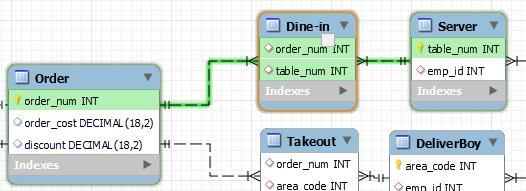 Dine-in
order_num INT
table_num INT
Indexes
Server
table_num INT
emp_id INT
Indexes
Order
order_num INT
order_cost DECIMAL(18,2)
discount DECIMAL(18,2)
Indexes
Takeout
order_num INT
area_code INT
DeliverBoy
area_code INT
emp_id INT